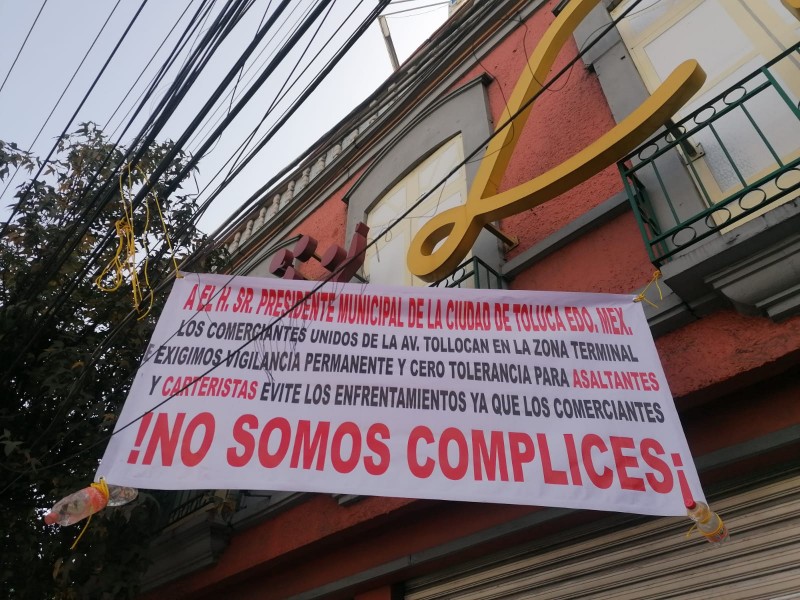 A EL H. SR. PRESIDENTE MUNICIPAL DE LA CIUDAD DE TOLUCA EDO. MEX.
LOS COMERCIANTES UNIDOS DE LA AV. TOLLOCAN EN LA ZONA TERMINAL
EXIGIMOS VIGILANCIA PERMANENTE Y CERO TOLERANCIA PARA ASALTANTES
Y CARTERISTAS EVITE LOS ENFRENTAMIENTOS YA QUE LOS COMERCIANTES
!NO SOMOS COMPLICES¡